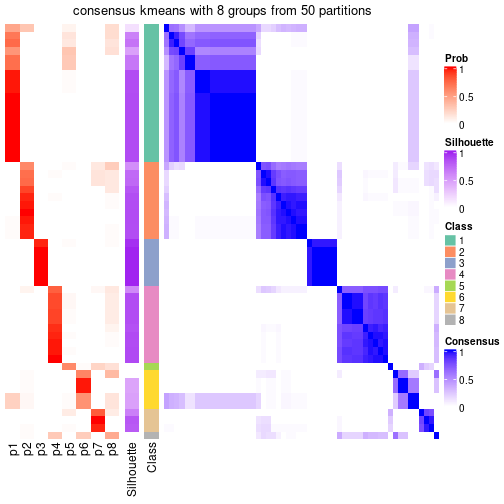 consensus kmeans with 8 groups from 50 partitions
Prob
1
0.5
0
Silhouette
1
0.5
0
Class
1
2
3
4
5
6
7
8
Consensus
1
0.5
0
p1
p2
p3
p4
p5
p6
p7
p8
Silhouette
Class